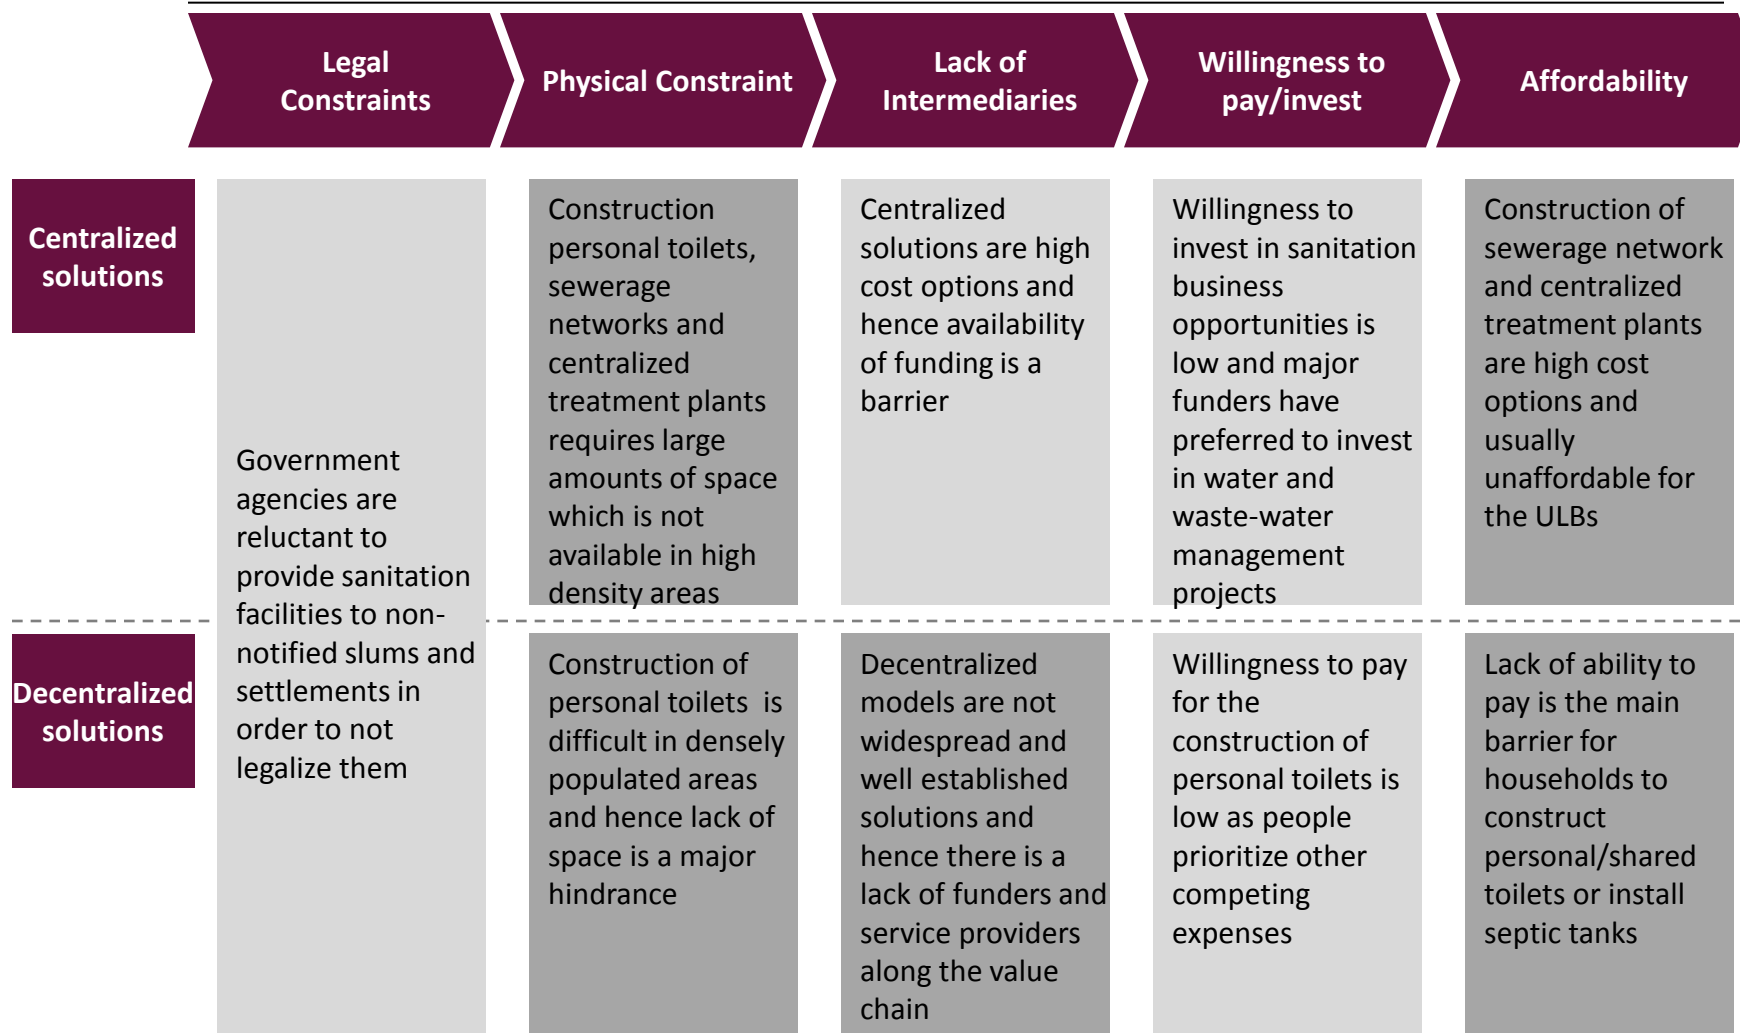 Legal
Constraints
Physical Constraint
Lack of
Intermediaries
Willingness to
pay/invest
Affordability
Centralized
solutions
Government
agencies are
reluctant to
provide sanitation
facilities to non-
notified slums and
settlements in
order to not
legalize them
Construction
personal toilets,
sewerage
networks and
centralized
treatment plants
requires large
amounts of space
which is not
available in high
density areas
Centralized
solutions are high
cost options and
hence availability
of funding is a
barrier
Willingness to
invest in sanitation
business
opportunities is
low and major
funders have
preferred to invest
in water and
waste-water
management
projects
Construction of
sewerage network
and centralized
treatment plants
are high cost
options and
usually
unaffordable for
the ULBs
Decentralized
solutions
Construction of
personal toilets  is
difficult in densely
populated areas
and hence lack of
space is a major
hindrance
Decentralized
models are not
widespread and
well established
solutions and
hence there is a
lack of funders and
service providers
along the value
chain
Willingness to pay
for the
construction of
personal toilets is
low as people
prioritize other
competing
expenses
Lack of ability to
pay is the main
barrier for
households to
construct
personal/shared
toilets or install
septic tanks